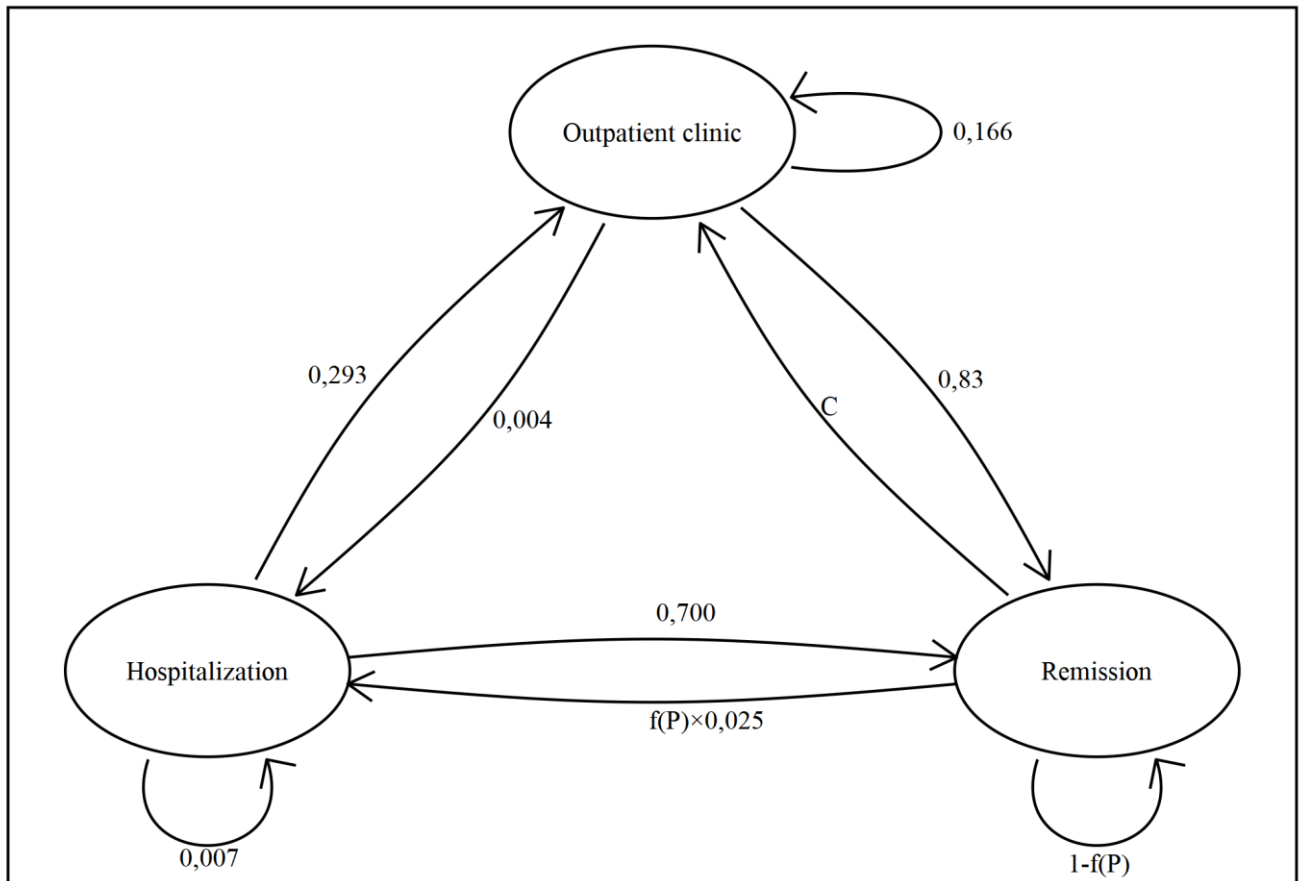 Outpatient clinic
0,166
0,293
0,83
C
0,004
0,700
Hospitalization
Remission
f(P)×0,025
0,007
1-f(P)